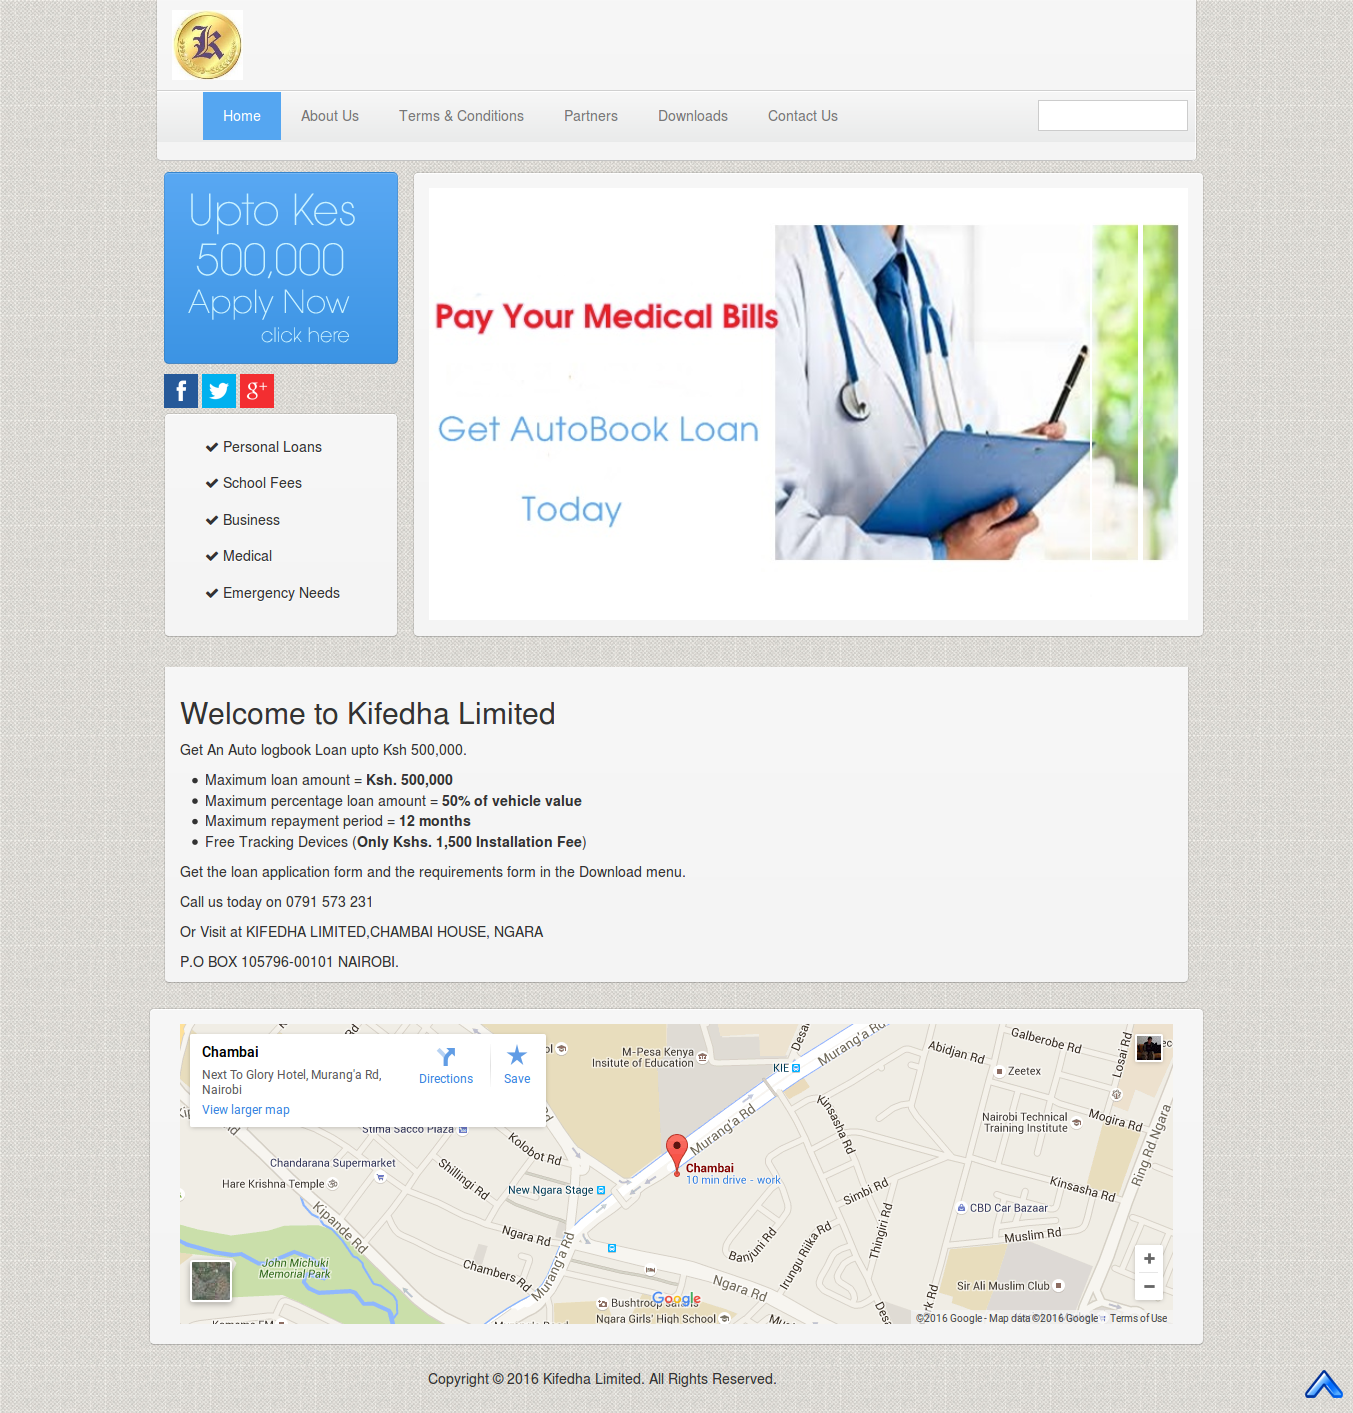 K
Home
About Us
Terms & Conditions
Partners
Downloads
Contact Us
Upto Kes
500,000
Apply Now
click here
f
g+
Personal Loans
School Fees
Business
Medical
Emergency Needs
Pay Your Medical Bills
Get AutoBook Loan
Today
Welcome to Kifedha Limited
Get An Auto logbook Loan upto Ksh 500,000.
Maximum loan amount = Ksh. 500,000
Maximum percentage loan amount = 50% of vehicle value
Maximum repayment period = 12 months
Free Tracking Devices (Only Kshs. 1,500 Installation Fee)
Get the loan application form and the requirements form in the Download menu.
Call us today on 0791 573 231
Or Visit at KIFEDHA LIMITED,CHAMBAI HOUSE, NGARA
P.O BOX 105796-00101 NAIROBI.
Chambai
Next To Glory Hotel, Murang'a Rd,
Nairobi
View larger map
Directions
Save
M-Pesa Kenya
Insitute of Education
KIE
Desai
Murang'a Rd
Abidjan Rd
Galberobe Rd
Losai Rd
Zeetex
Kinsasha Rd
Nairobi Technical
Training Institute
Mogira Rd
Ring Rd Ngara
Stima Sacco Plaza
Kolobot Rd
Murang'a Rd
Chandarana Supermarket
Shillingi Rd
Hare Krishna Temple
New Ngara Stage
Chambai
10 min drive - work
Simbi Rd
Kinsasha Rd
CBD Car Bazaar
Muslim Rd
Kipande Rd
Ngara Rd
Thingiri Rd
Banjuni Rd
Irungu Riika Rd
John Michuki
Memorial Park
Chambers Rd
Murang'a Rd
Ngara Rd
Sir Ali Muslim Club
Google
Bushtroop
Ngara Girls' High School
©2016 Google - Map data ©2016 Google
Terms of Use
Copyright © 2016 Kifedha Limited. All Rights Reserved.